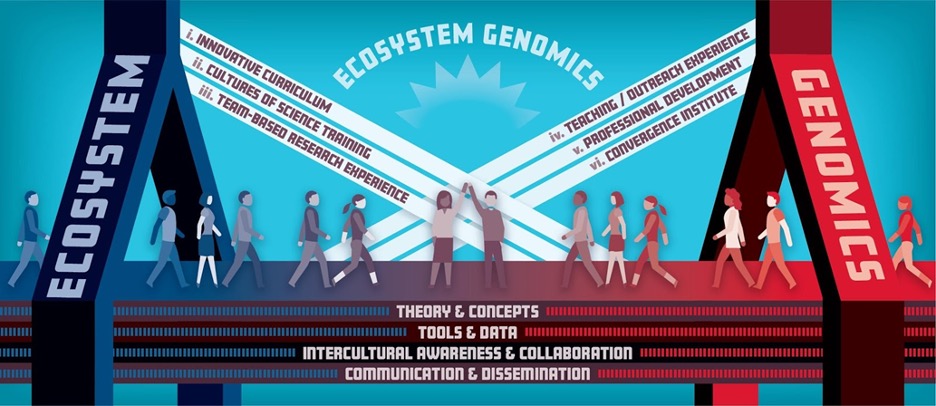 ECOSYSTEM GENOMICS
i. INNOVATIVE CURRICULUM
ii. CULTURES OF SCIENCE TRAINING
iii. TEAM-BASED RESEARCH EXPERIENCE
iv. TEACHING / OUTREACH EXPERIENCE
v. PROFESSIONAL DEVELOPMENT
vi. CONVERGENCE INSTITUTE
ECOSYSTEM
GENOMICS
THEORY & CONCEPTS
TOOLS & DATA
INTERCULTURAL AWARENESS & COLLABORATION
COMMUNICATION & DISSEMINATION